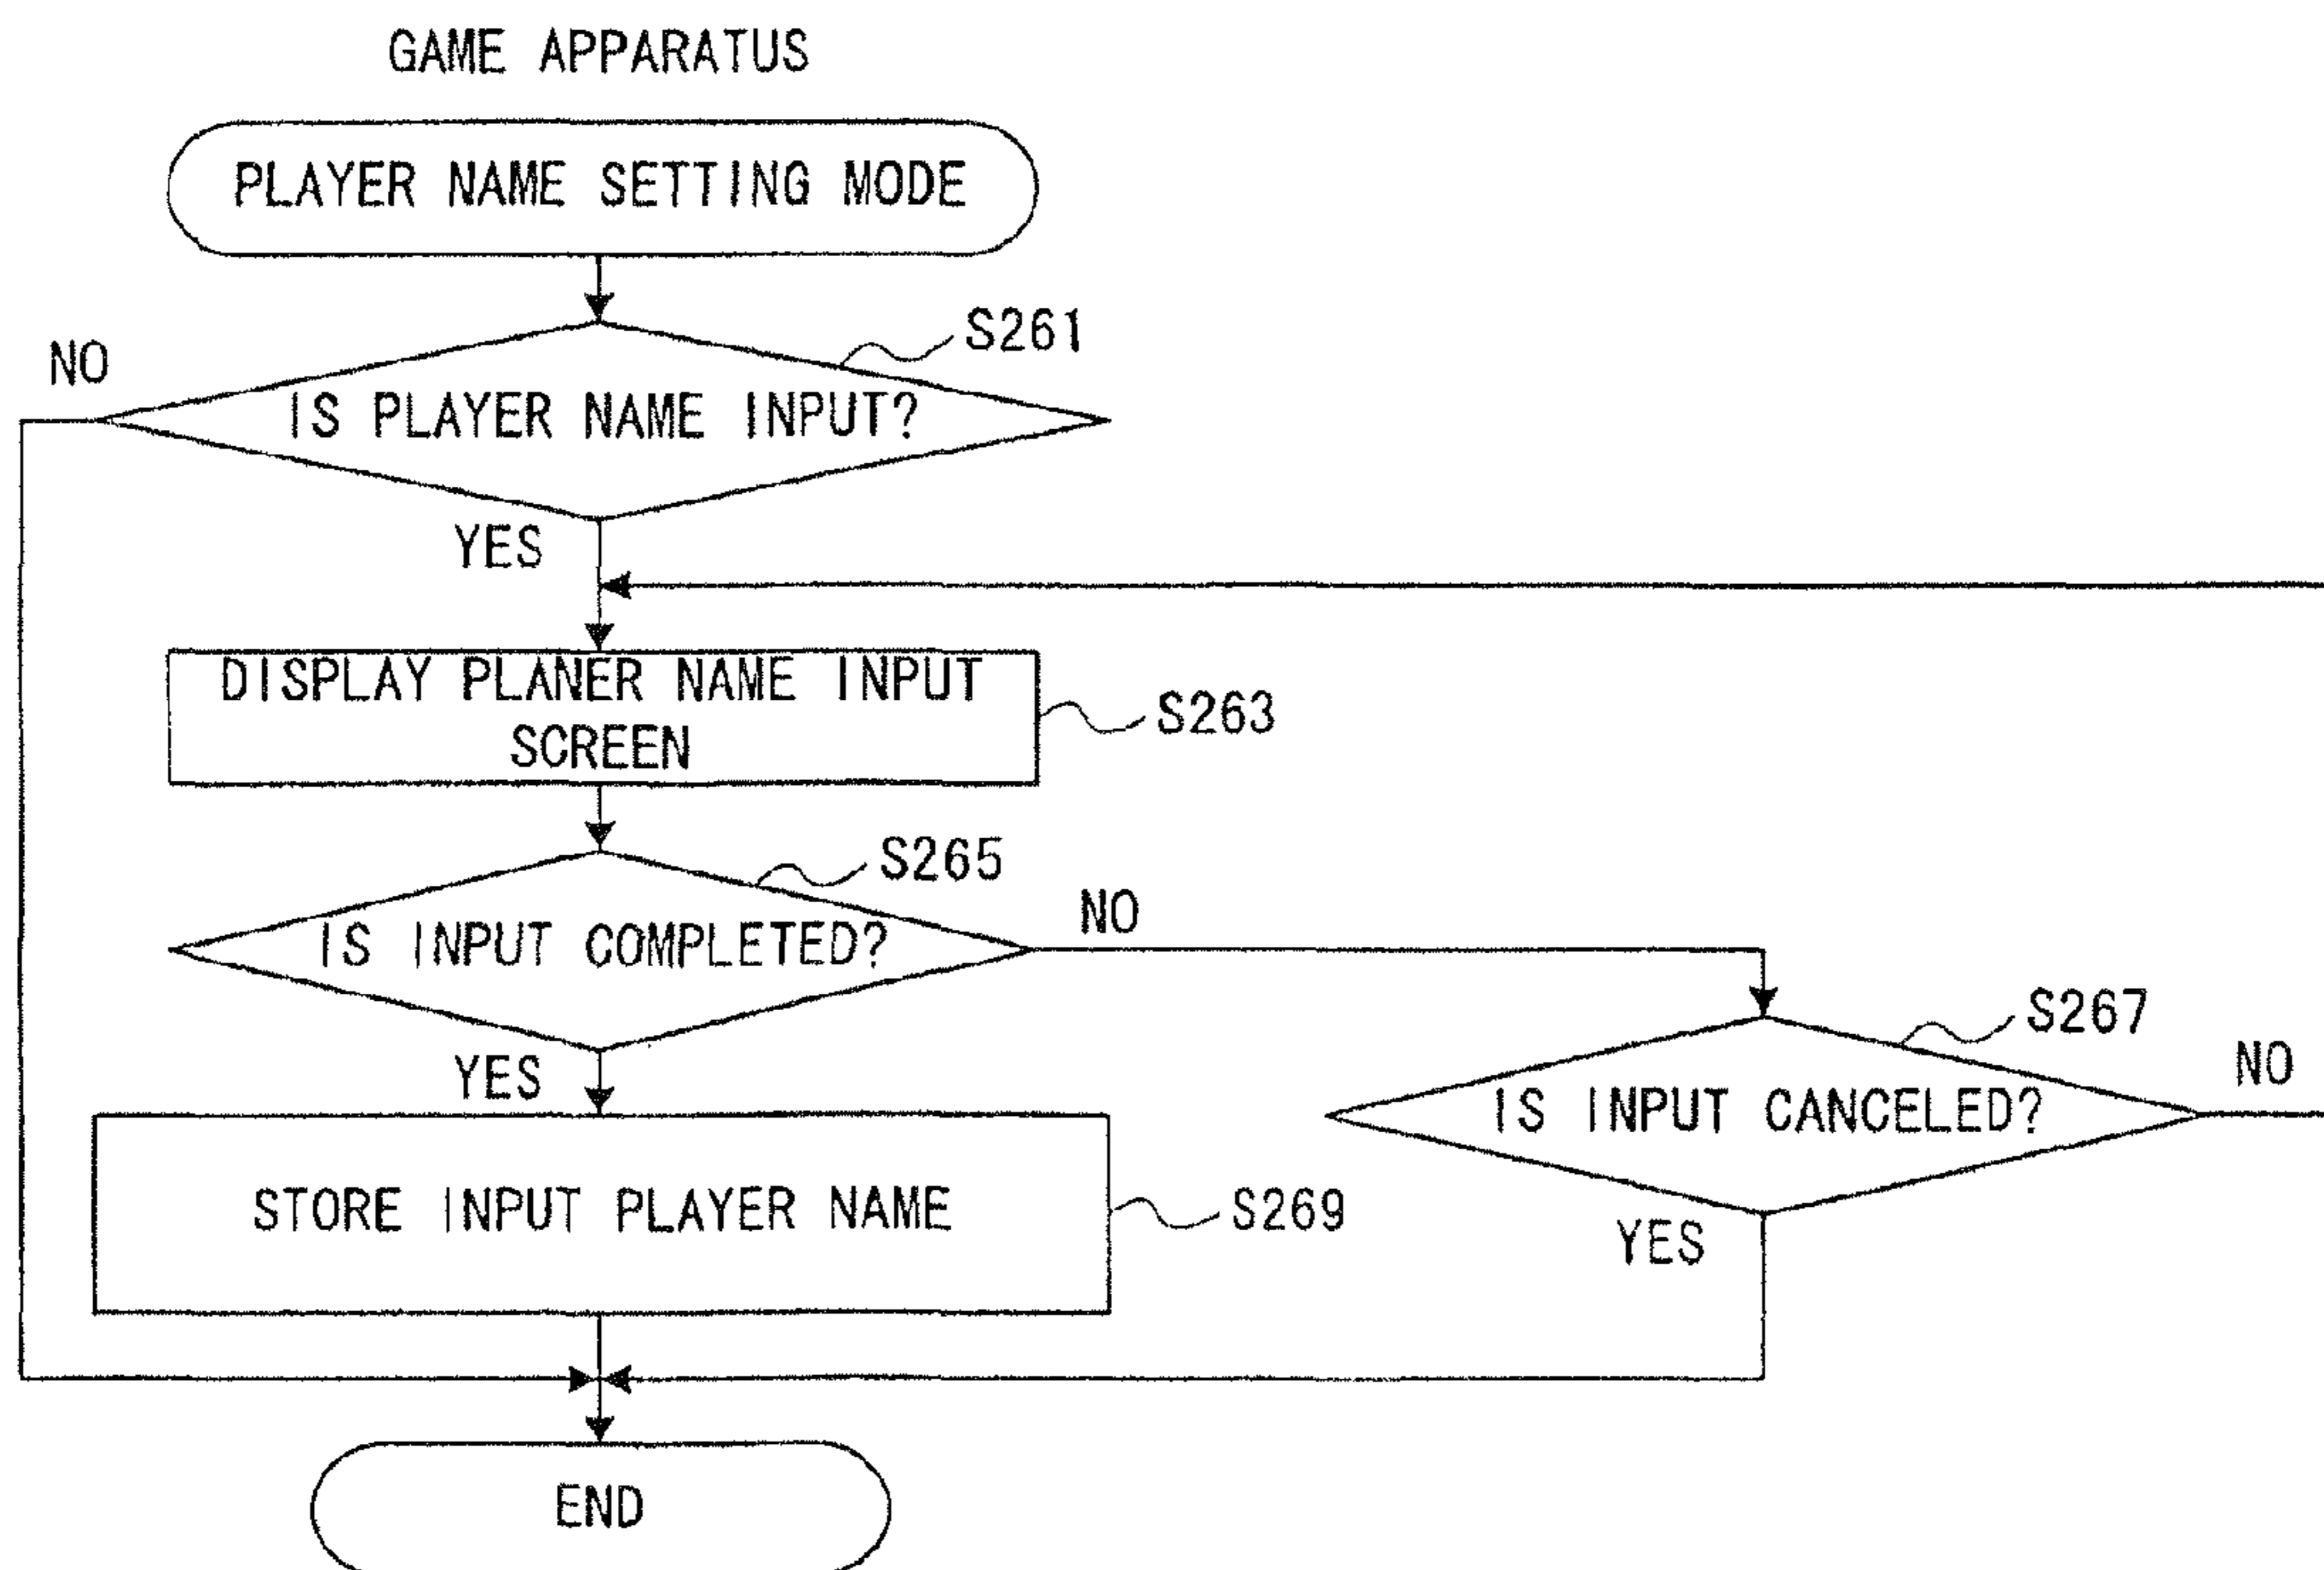 GAME APPARATUS
PLAYER NAME SETTING MODE
S261
NO
IS PLAYER NAME INPUT?
YES
DISPLAY PLANER NAME INPUT
SCREEN
S263
S265
NO
IS INPUT COMPLETED?
S267
NO
YES
IS INPUT CANCELED?
STORE INPUT PLAYER NAME
S269
YES
END